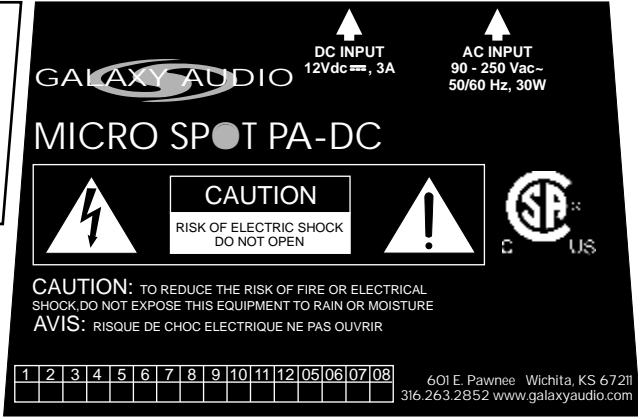 DC INPUT
12Vdc⎓, 3A
AC INPUT
90 - 250 Vac~
50/60 Hz, 30W
GALAXY AUDIO
MICRO SPOT PA-DC
CAUTION
RISK OF ELECTRIC SHOCK
DO NOT OPEN
SA
C US
CAUTION: TO REDUCE THE RISK OF FIRE OR ELECTRICAL
SHOCK,DO NOT EXPOSE THIS EQUIPMENT TO RAIN OR MOISTURE
AVIS: RISQUE DE CHOC ELECTRIQUE NE PAS OUVRIR
1 2 3 4 5 6 7 8 9 10 11 12 05 06 07 08
601 E. Pawnee Wichita, KS 67211
316.263.2852 www.galaxyaudio.com